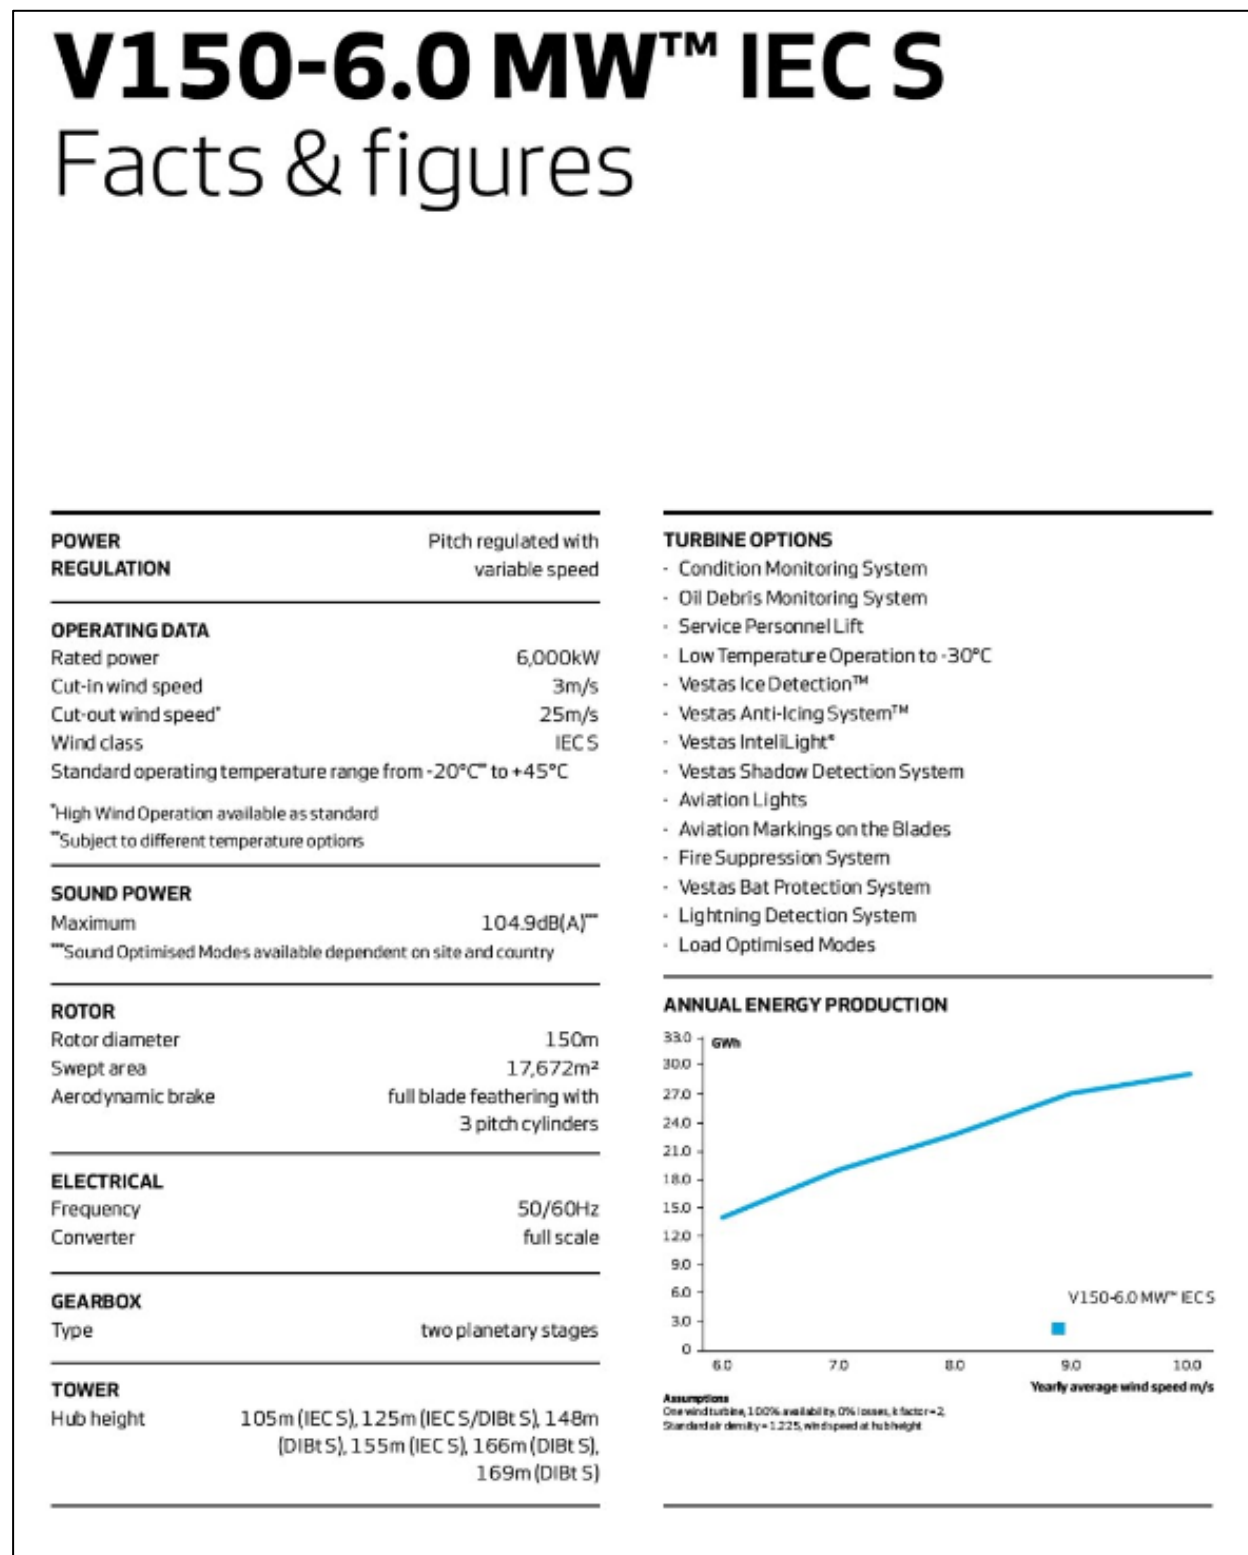 V150-6.0 MW™ IEC S
Facts & figures
POWER Pitch regulated with
REGULATION variable speed
OPERATING DATA
Rated power 6,000kW
Cut-in wind speed 3m/s
Cut-out wind speed* 25m/s
Wind class IEC S
Standard operating temperature range from -20°C** to +45°C
*High Wind Operation available as standard
**Subject to different temperature options
SOUND POWER
Maximum 104.9dB(A)***
***Sound Optimised Modes available dependent on site and country
ROTOR
Rotor diameter 150m
Swept area 17,672m²
Aerodynamic brake full blade feathering with
3 pitch cylinders
ELECTRICAL
Frequency 50/60Hz
Converter full scale
GEARBOX
Type two planetary stages
TOWER
Hub height 105m (IEC S), 125m (IEC S/DIBt S), 148m
(DIBt S), 155m (IEC S), 166m (DIBt S),
169m (DIBt S)
TURBINE OPTIONS
· Condition Monitoring System
· Oil Debris Monitoring System
· Service Personnel Lift
· Low Temperature Operation to -30°C
· Vestas Ice Detection™
· Vestas Anti-Icing System™
· Vestas InteliLight®
· Vestas Shadow Detection System
· Aviation Lights
· Aviation Markings on the Blades
· Fire Suppression System
· Vestas Bat Protection System
· Lightning Detection System
· Load Optimised Modes
ANNUAL ENERGY PRODUCTION
33.0 GWh
30.0
27.0
24.0
21.0
18.0
15.0
12.0
9.0
6.0
3.0
0
V150-6.0 MW™ IEC S
6.0 7.0 8.0 9.0 10.0
Yearly average wind speed m/s
Assumptions
One wind turbine, 100% availability, 0% losses, k factor = 2,
Standard air density = 1.225, wind speed at hub height